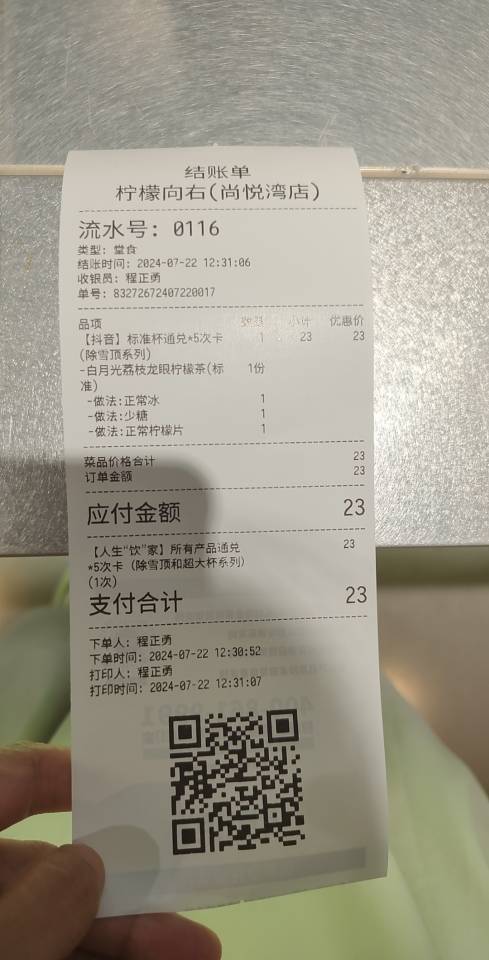 结账单
柠檬向右(尚悦湾店)
流水号: 0116
类型: 堂食
结账时间: 2024-07-22 12:31:06
收银员: 程正勇
单号: 83272672407220017
品项 数量 小计 优惠价
【抖音】标准杯通兑*5次卡 1 23 23
(除雪顶系列)
-白月光荔枝龙眼柠檬茶(标 1份
准)
-做法:正常冰 1
-做法:少糖 1
-做法:正常柠檬片 1
菜品价格合计 23
订单金额 23
应付金额 23
【人生“饮”家】所有产品通兑 23
*5次卡 (除雪顶和超大杯系列)
(1次)
支付合计 23
下单人: 程正勇
下单时间: 2024-07-22 12:30:52
打印人: 程正勇
打印时间: 2024-07-22 12:31:07